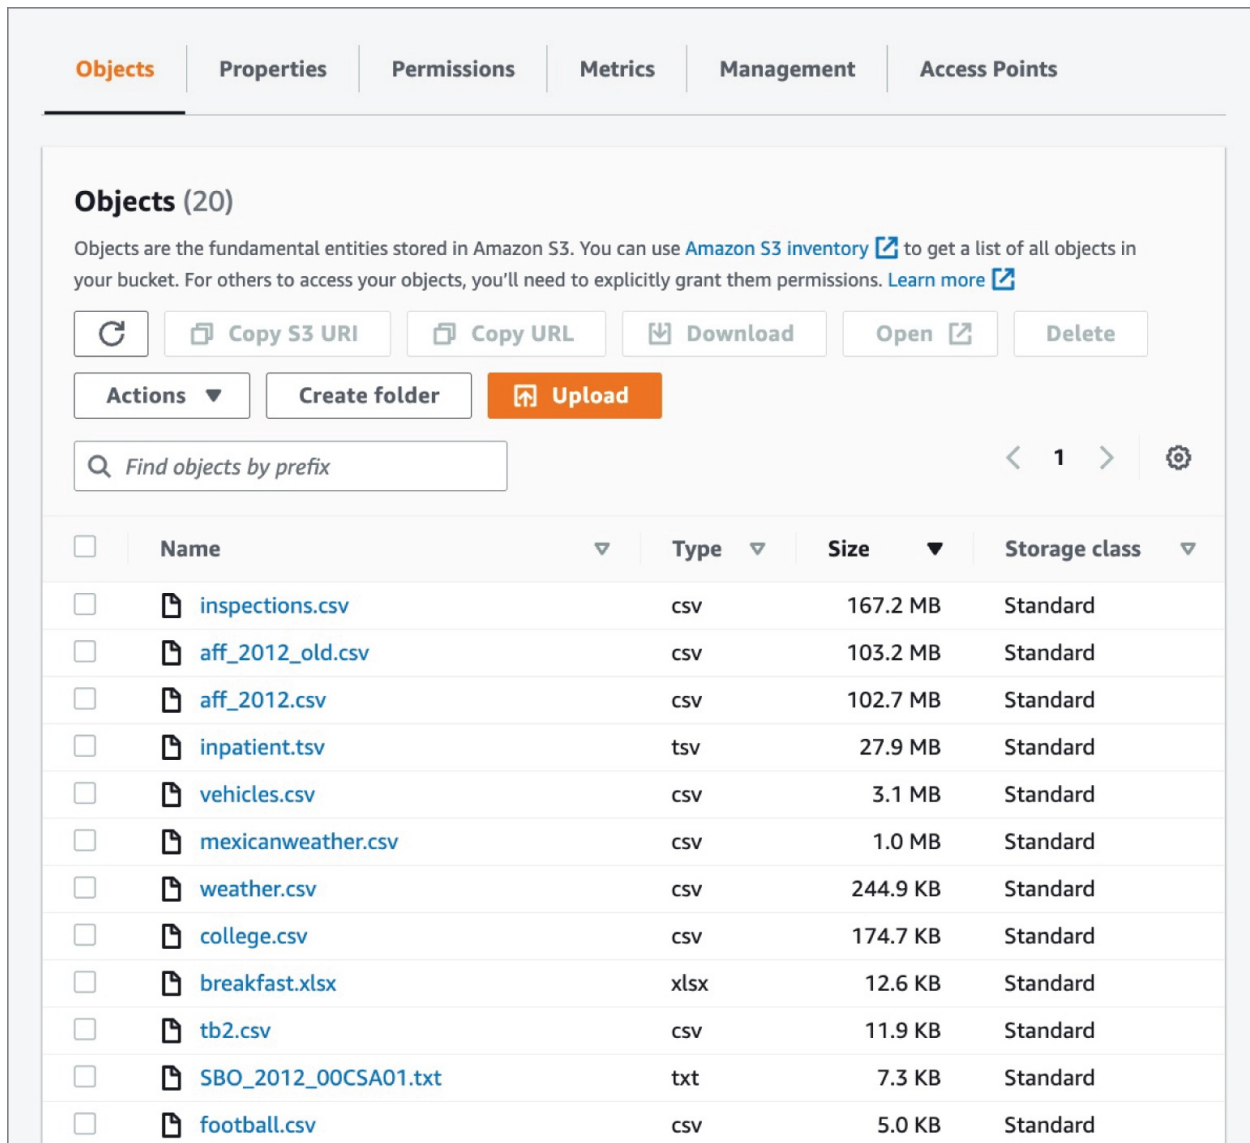 Objects Properties Permissions Metrics Management Access Points
Objects (20)
Objects are the fundamental entities stored in Amazon S3. You can use Amazon S3 inventory to get a list of all objects in
your bucket. For others to access your objects, you'll need to explicitly grant them permissions. Learn more
Copy S3 URI Copy URL Download Open Delete
Actions Create folder Upload
Find objects by prefix 1
Name Type Size Storage class
inspections.csv csv 167.2 MB Standard
aff_2012_old.csv csv 103.2 MB Standard
aff_2012.csv csv 102.7 MB Standard
inpatient.tsv tsv 27.9 MB Standard
vehicles.csv csv 3.1 MB Standard
mexicanweather.csv csv 1.0 MB Standard
weather.csv csv 244.9 KB Standard
college.csv csv 174.7 KB Standard
breakfast.xlsx xlsx 12.6 KB Standard
tb2.csv csv 11.9 KB Standard
SBO_2012_00CSA01.txt txt 7.3 KB Standard
football.csv csv 5.0 KB Standard